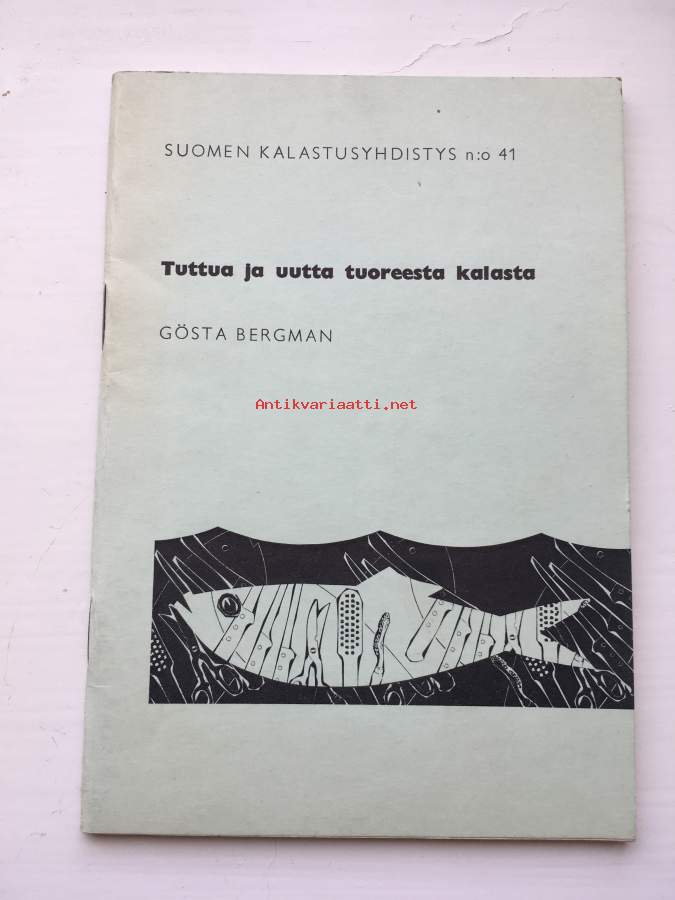 SUOMEN KALASTUSYHDISTYS n:o 41
Tuttua ja uutta tuoreesta kalasta
GÖSTA BERGMAN
Antikvariaatti.net